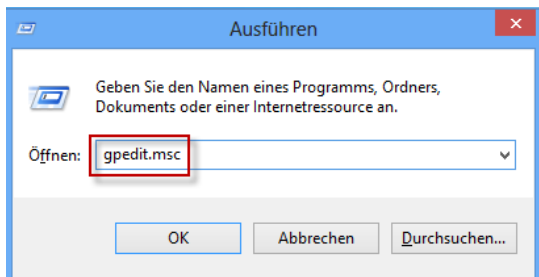 Ausführen
Geben Sie den Namen eines Programms, Ordners,
Dokuments oder einer Internetressource an.
Öffnen: gpedit.msc
OK Abbrechen Durchsuchen...